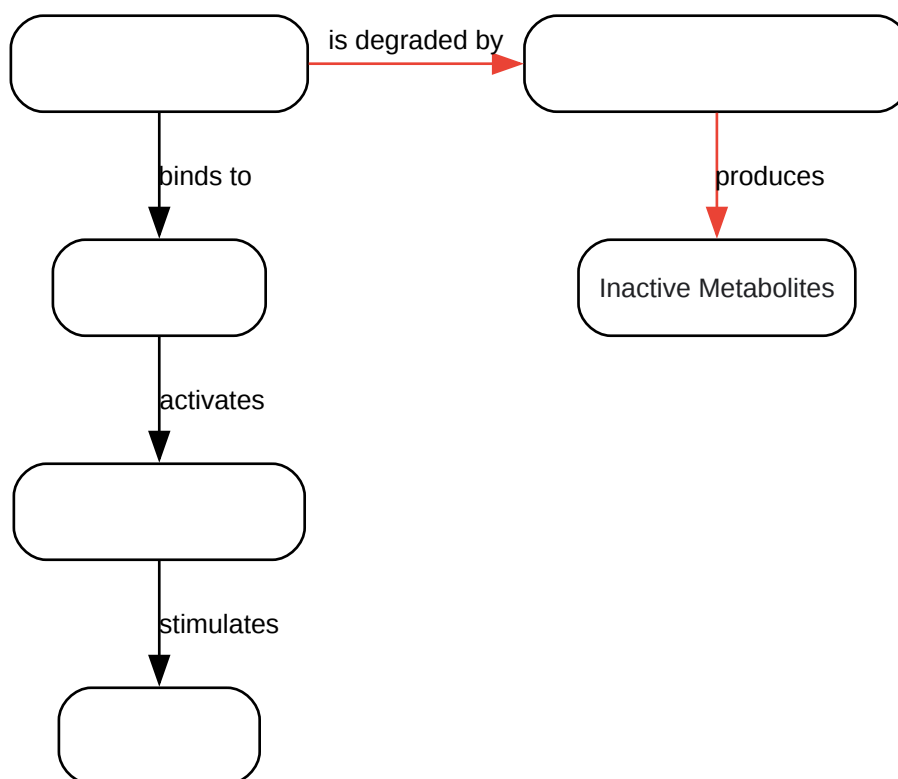 is degraded by
binds to
produces
Inactive Metabolites
activates
stimulates